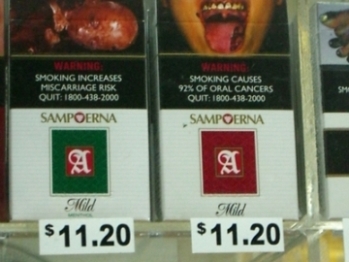 WARNING:
SMOKING INCREASES
MISCARRIAGE RISK
QUIT: 1800-438-2000
SAMPOERNA
A
Mild
MENTHOL
$11.20
WARNING:
SMOKING CAUSES
92% OF ORAL CANCERS
QUIT: 1800-438-2000
SAMPOERNA
A
Mild
$11.20